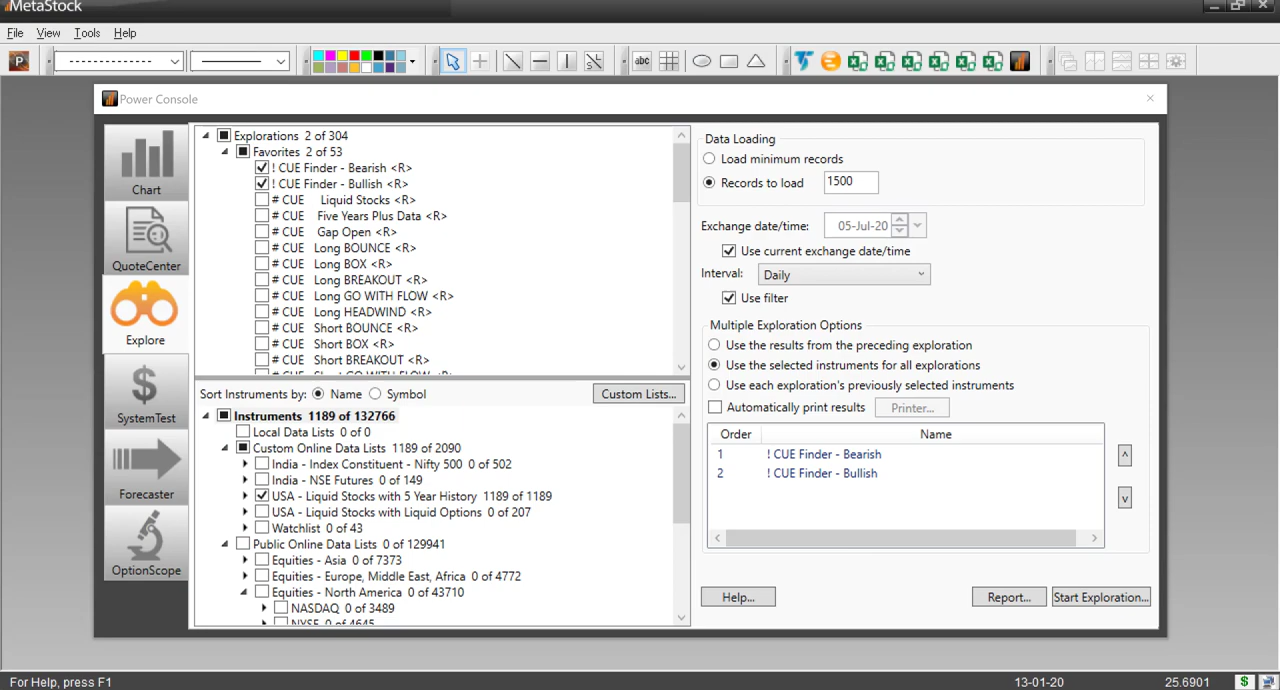 MetaStock
File View Tools Help
P
abc
Power Console
Chart
QuoteCenter
Explore
SystemTest
Forecaster
OptionScope
Explorations 2 of 304
Favorites 2 of 53
! CUE Finder - Bearish <R>
! CUE Finder - Bullish <R>
# CUE Liquid Stocks <R>
# CUE Five Years Plus Data <R>
# CUE Gap Open <R>
# CUE Long BOUNCE <R>
# CUE Long BOX <R>
# CUE Long BREAKOUT <R>
# CUE Long GO WITH FLOW <R>
# CUE Long HEADWIND <R>
# CUE Short BOUNCE <R>
# CUE Short BOX <R>
# CUE Short BREAKOUT <R>
# CUE Short GO WITH FLOW <R>
Sort Instruments by: Name Symbol Custom Lists...
Instruments 1189 of 132766
Local Data Lists 0 of 0
Custom Online Data Lists 1189 of 2090
India - Index Constituent - Nifty 500 0 of 502
India - NSE Futures 0 of 149
USA - Liquid Stocks with 5 Year History 1189 of 1189
USA - Liquid Stocks with Liquid Options 0 of 207
Watchlist 0 of 43
Public Online Data Lists 0 of 129941
Equities - Asia 0 of 7373
Equities - Europe, Middle East, Africa 0 of 4772
Equities - North America 0 of 43710
NASDAQ 0 of 3489
NYSE 0 of 4645
Data Loading
Load minimum records
Records to load 1500
Exchange date/time: 05-Jul-20
Use current exchange date/time
Interval: Daily
Use filter
Multiple Exploration Options
Use the results from the preceding exploration
Use the selected instruments for all explorations
Use each exploration's previously selected instruments
Automatically print results Printer...
Order Name
1 ! CUE Finder - Bearish
2 ! CUE Finder - Bullish
Help... Report... Start Exploration...
For Help, press F1 13-01-20 25.6901 $